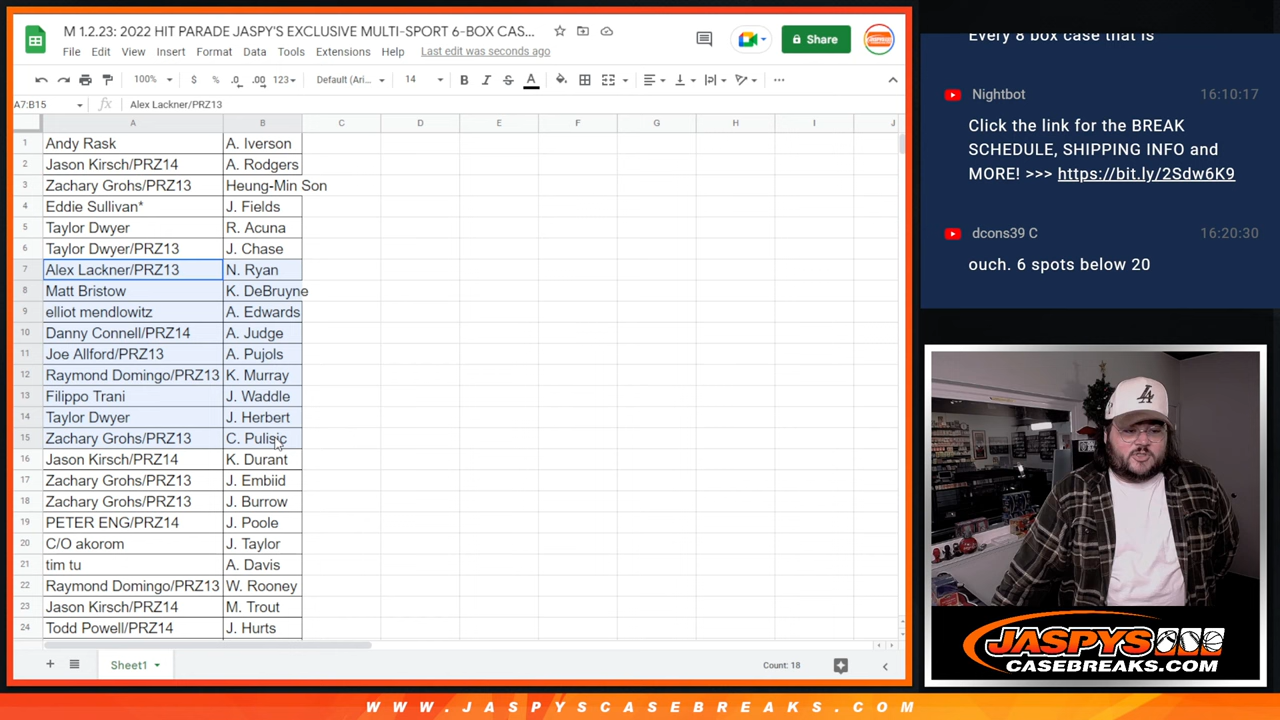 M 1.2.23: 2022 HIT PARADE JASPY'S EXCLUSIVE MULTI-SPORT 6-BOX CAS...
File Edit View Insert Format Data Tools Extensions Help Last edit was seconds ago
Share
100% $ % .0 .00 123 Default (Ari... 14 B I S A
A7:B15 fx Alex Lackner/PRZ13
A B C D E F G H I J
1 Andy Rask A. Iverson
2 Jason Kirsch/PRZ14 A. Rodgers
3 Zachary Grohs/PRZ13 Heung-Min Son
4 Eddie Sullivan* J. Fields
5 Taylor Dwyer R. Acuna
6 Taylor Dwyer/PRZ13 J. Chase
7 Alex Lackner/PRZ13 N. Ryan
8 Matt Bristow K. DeBruyne
9 elliot mendlowitz A. Edwards
10 Danny Connell/PRZ14 A. Judge
11 Joe Allford/PRZ13 A. Pujols
12 Raymond Domingo/PRZ13 K. Murray
13 Filippo Trani J. Waddle
14 Taylor Dwyer J. Herbert
15 Zachary Grohs/PRZ13 C. Pulisic
16 Jason Kirsch/PRZ14 K. Durant
17 Zachary Grohs/PRZ13 J. Embiid
18 Zachary Grohs/PRZ13 J. Burrow
19 PETER ENG/PRZ14 J. Poole
20 C/O akorom J. Taylor
21 tim tu A. Davis
22 Raymond Domingo/PRZ13 W. Rooney
23 Jason Kirsch/PRZ14 M. Trout
24 Todd Powell/PRZ14 J. Hurts
Sheet1 Count: 18
Every 8 box case that is
Nightbot 16:10:17
Click the link for the BREAK
SCHEDULE, SHIPPING INFO and
MORE! >>> https://bit.ly/2Sdw6K9
dcons39 C 16:20:30
ouch. 6 spots below 20
JASPYS
CASEBREAKS.COM
WWW.JASPYSCASEBREAKS.COM